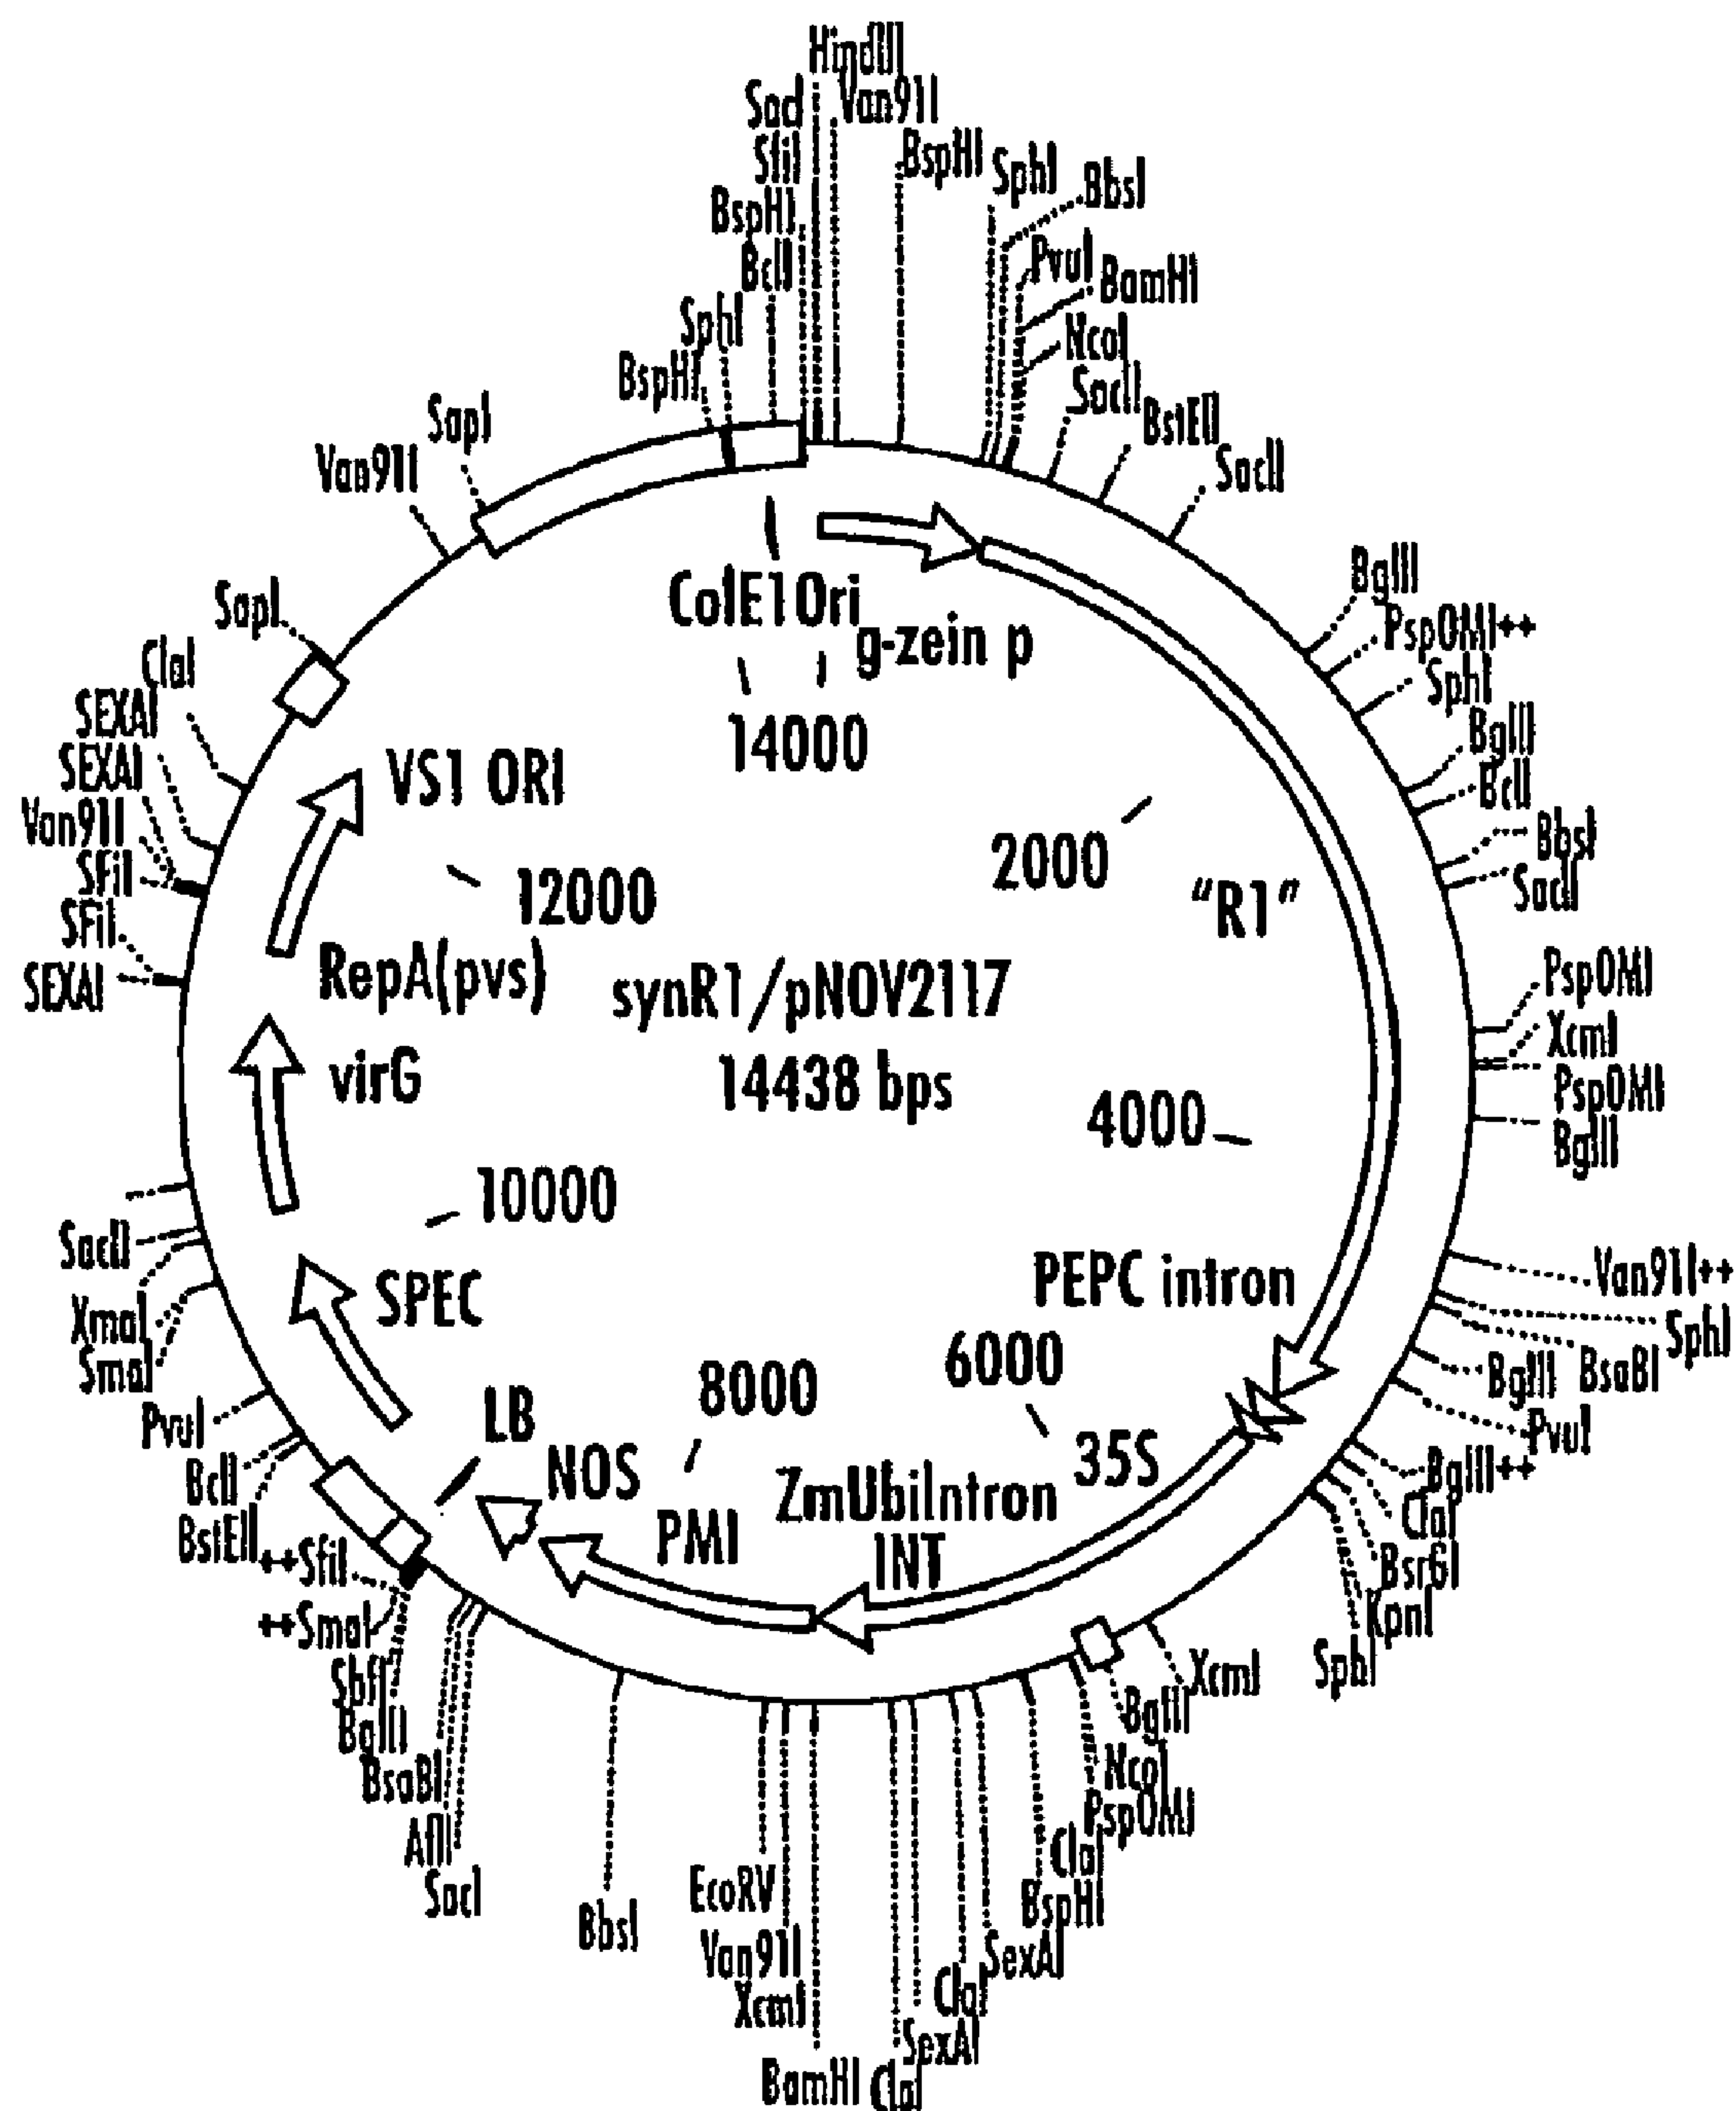 HindIII
SacI
Van91I
SfiI
BspHI
SphI
BbsI
BspHI
BclI
PvuI
BamHI
SphI
NcoI
BspHI
SacII
BstEII
SapI
SacII
Van91I
BglII
ColE1 Ori
PspOMI++
g-zein p
SapI
SphI
ClaI
14000
BglII
SEXAI
VS1 ORI
BclI
SEXAI
Van91I
2000
BbsI
SFiI
12000
"R1"
SacII
SFiI
RepA(pvs)
synR1/pNOV2117
PspOMI
SEXAI
XcmI
virG
14438 bps
PspOMI
4000
BglII
10000
SacII
PEPC intron
Van91I++
SPEC
XmaI
SphI
SmaI
6000
BglII
BsaBI
8000
PvuI
LB
PvuI
BclI
NOS
35S
BglII++
ZmUbiIntron
ClaI
BstEII
PMI
INT
++SfiI
BsrGI
++SmaI
KpnI
SbfI
SphI
XcmI
BglII
BglII
BsaBI
NcoI
PspOMI
AflI
ClaI
SacI
EcoRV
BspHI
BbsI
Van91I
SexAI
XcmI
ClaI
SexAI
BamHI
ClaI